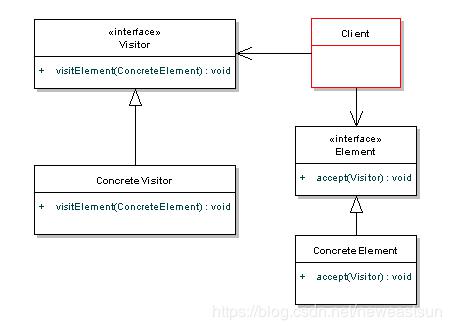 «interface»
Visitor
+ visitElement(ConcreteElement) : void
Client
«interface»
Element
+ accept(Visitor) : void
ConcreteVisitor
+ visitElement(ConcreteElement) : void
ConcreteElement
+ accept(Visitor) : void
https://blog.csdn.net/neweastsun